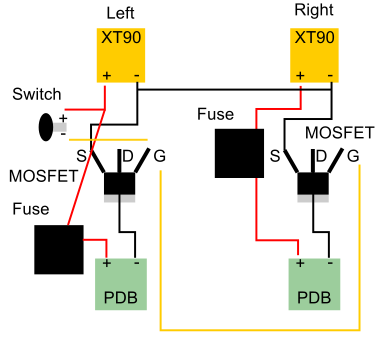 Left
Right
XT90
XT90
+ -
+ -
Switch
+
-
Fuse
MOSFET
S D G
S D G
MOSFET
Fuse
+ -
+ -
PDB
PDB